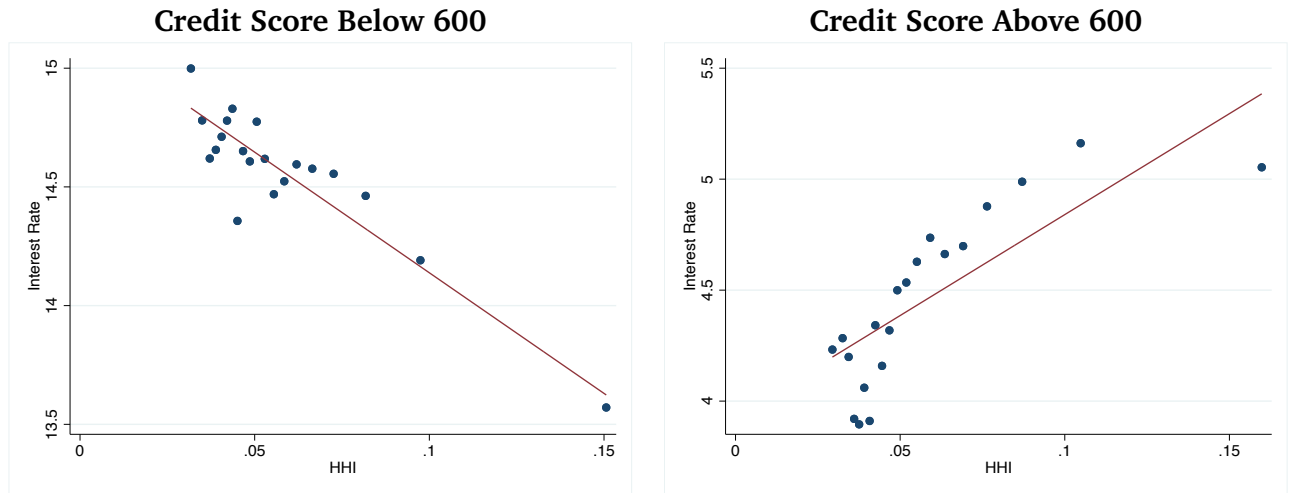 Credit Score Below 600
15
14.5
14
13.5
Interest Rate
0 .05 .1 .15
HHI
Credit Score Above 600
5.5
5
4.5
4
Interest Rate
0 .05 .1 .15
HHI